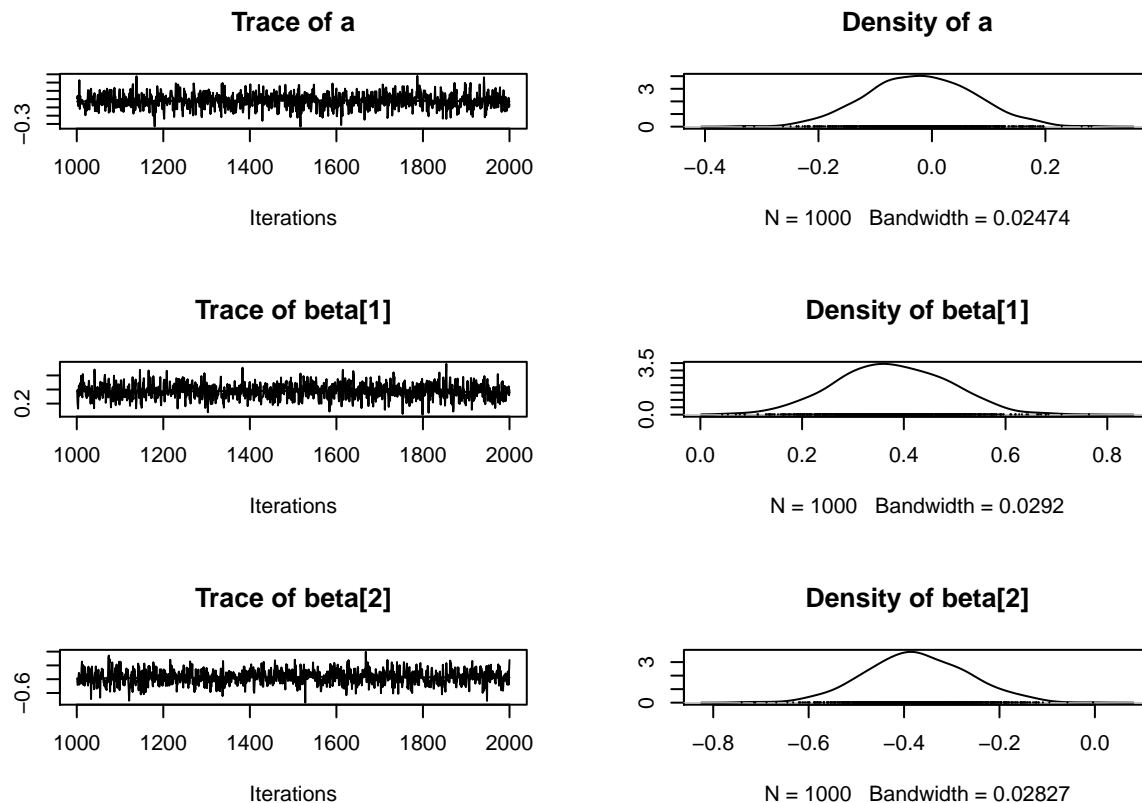 Trace of a
−0.3
1000 1200 1400 1600 1800 2000
Iterations
Density of a
0 3
−0.4 −0.2 0.0 0.2
N = 1000 Bandwidth = 0.02474
Trace of beta[1]
0.2
1000 1200 1400 1600 1800 2000
Iterations
Density of beta[1]
0.0 3.5
0.0 0.2 0.4 0.6 0.8
N = 1000 Bandwidth = 0.0292
Trace of beta[2]
−0.6
1000 1200 1400 1600 1800 2000
Iterations
Density of beta[2]
0 3
−0.8 −0.6 −0.4 −0.2 0.0
N = 1000 Bandwidth = 0.02827